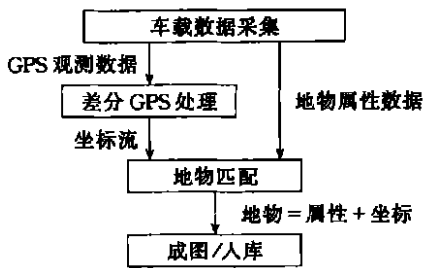 车载数据采集
GPS 观测数据
差分 GPS 处理
地物属性数据
坐标流
地物匹配
地物＝属性＋坐标
成图/入库